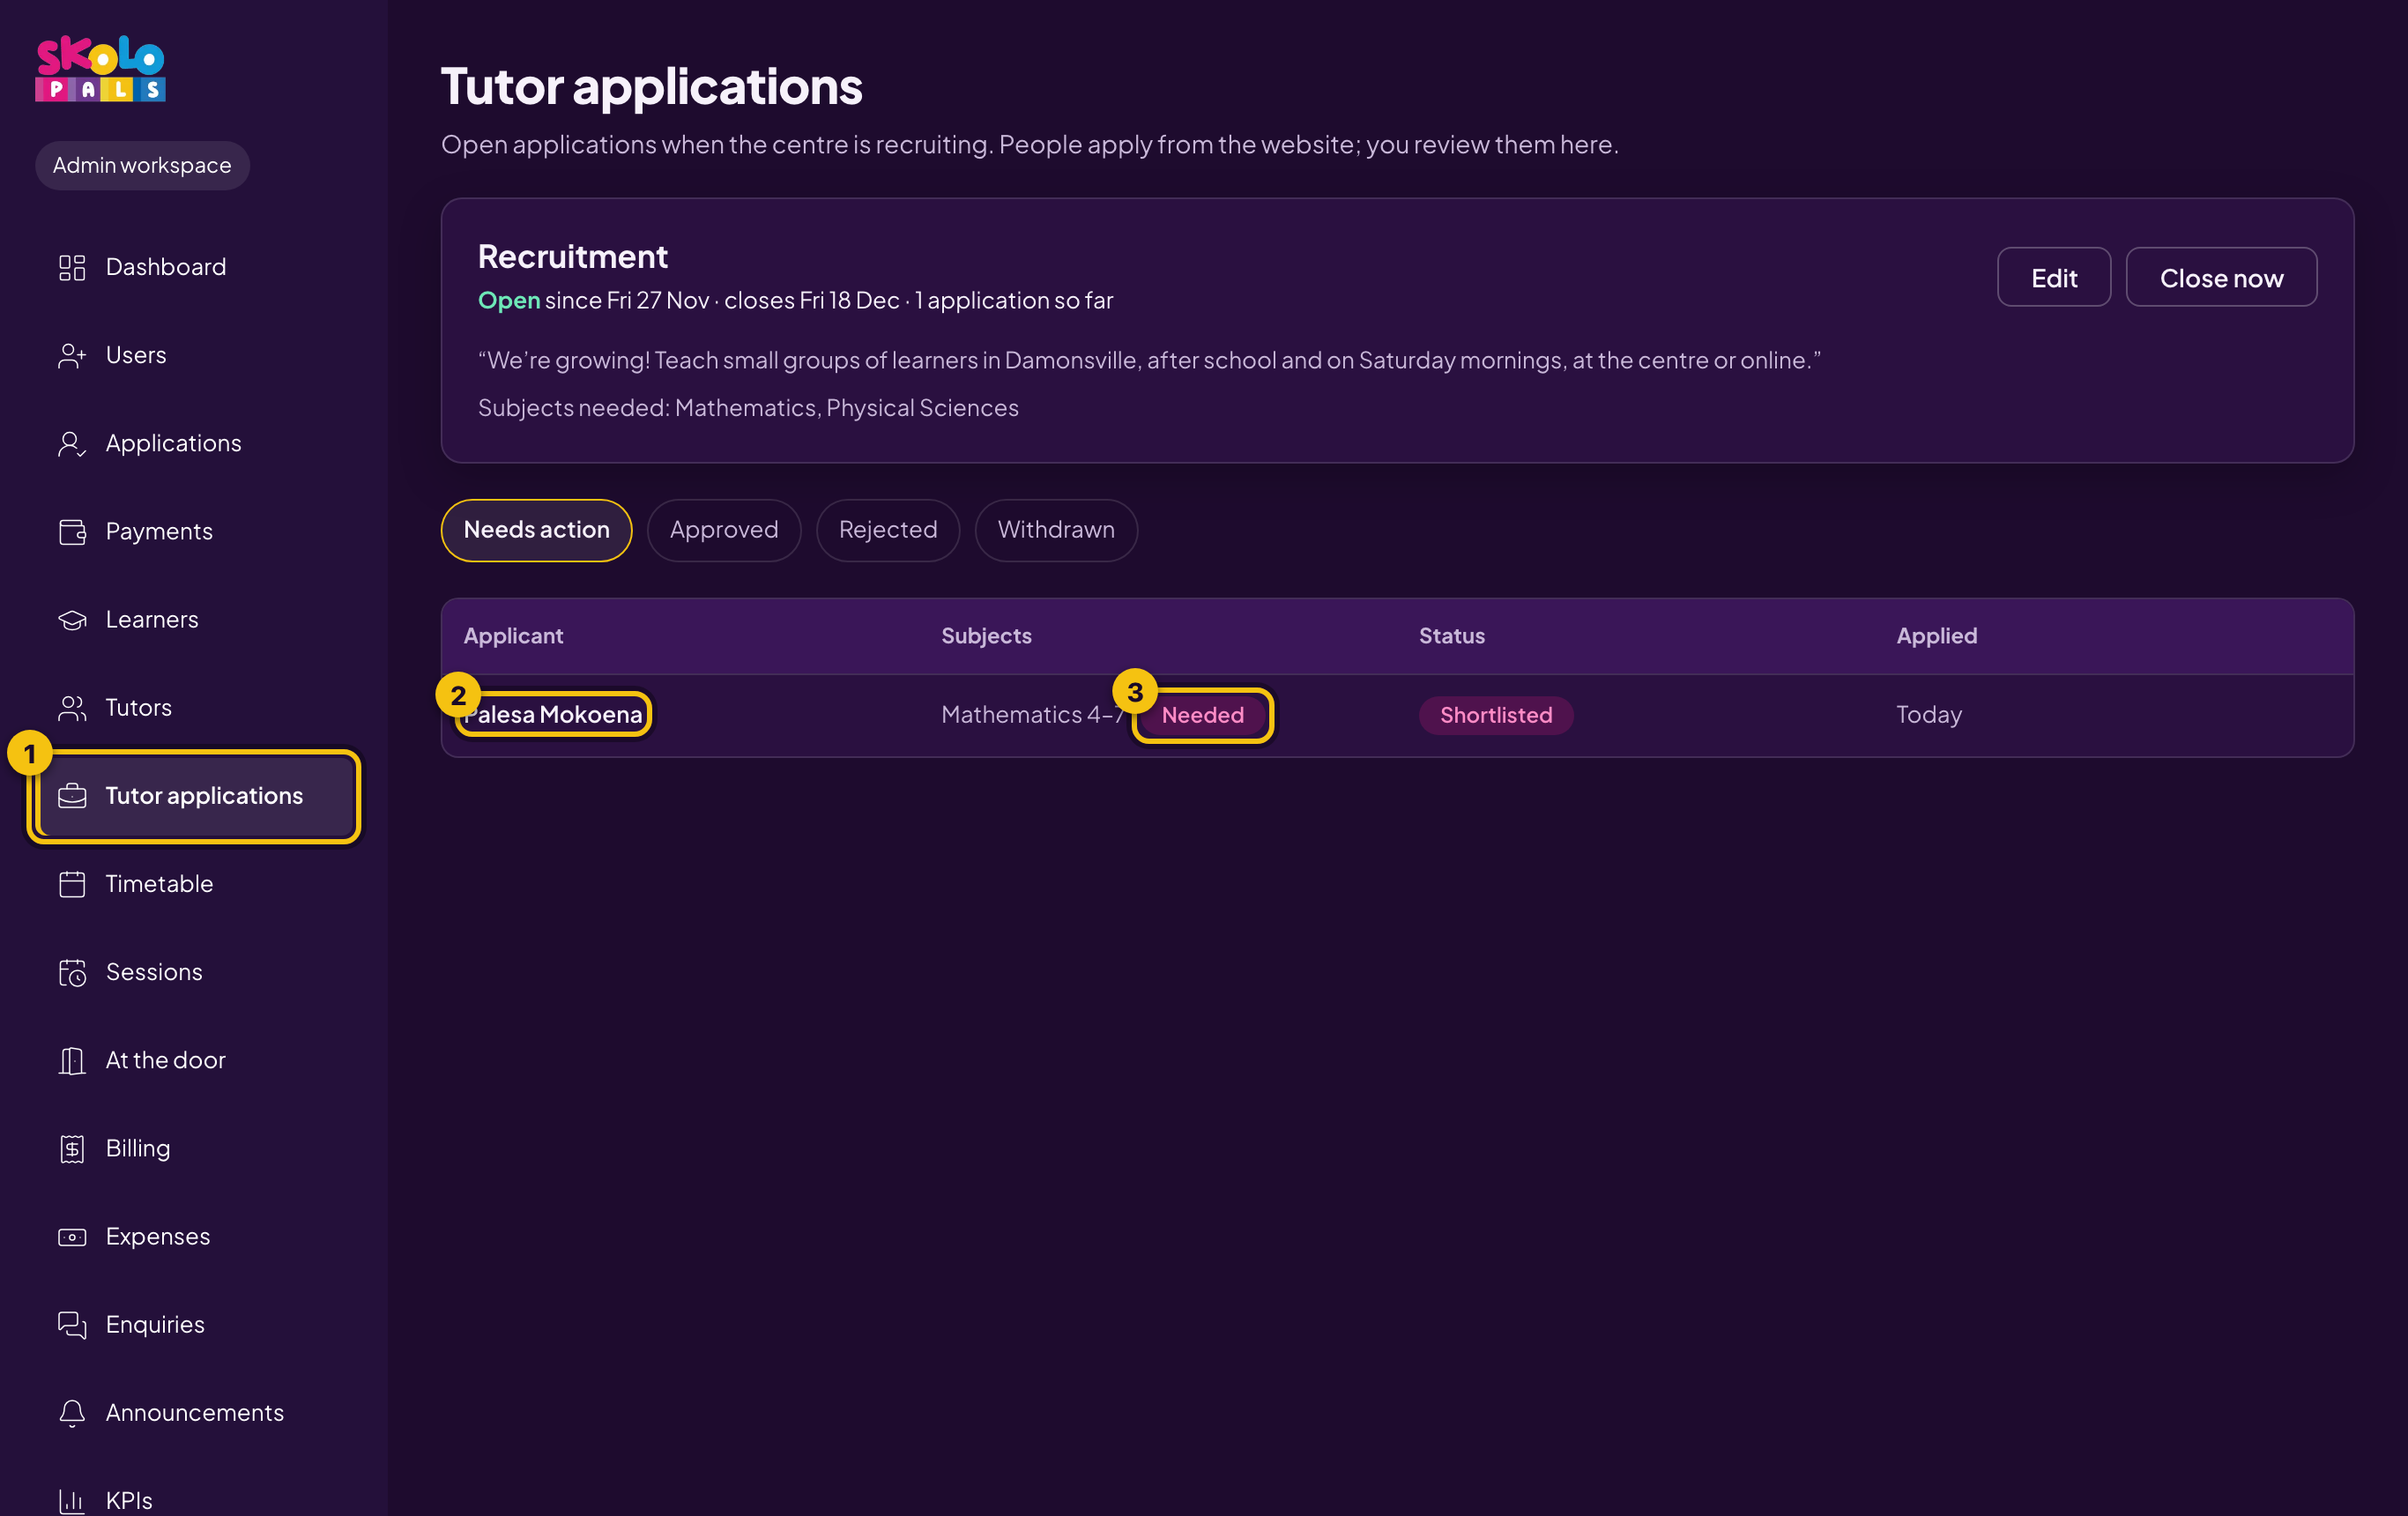 SKOLO
PALS
Admin workspace
Dashboard
Users
Applications
Payments
Learners
Tutors
1
Tutor applications
Timetable
Sessions
At the door
Billing
Expenses
Enquiries
Announcements
KPIs
Tutor applications
Open applications when the centre is recruiting. People apply from the website; you review them here.
Recruitment
Open since Fri 27 Nov · closes Fri 18 Dec · 1 application so far
Edit
Close now
“We’re growing! Teach small groups of learners in Damonsville, after school and on Saturday mornings, at the centre or online.”
Subjects needed: Mathematics, Physical Sciences
Needs action
Approved
Rejected
Withdrawn
Applicant
Subjects
Status
Applied
2
Palesa Mokoena
Mathematics 4–7
3
Needed
Shortlisted
Today